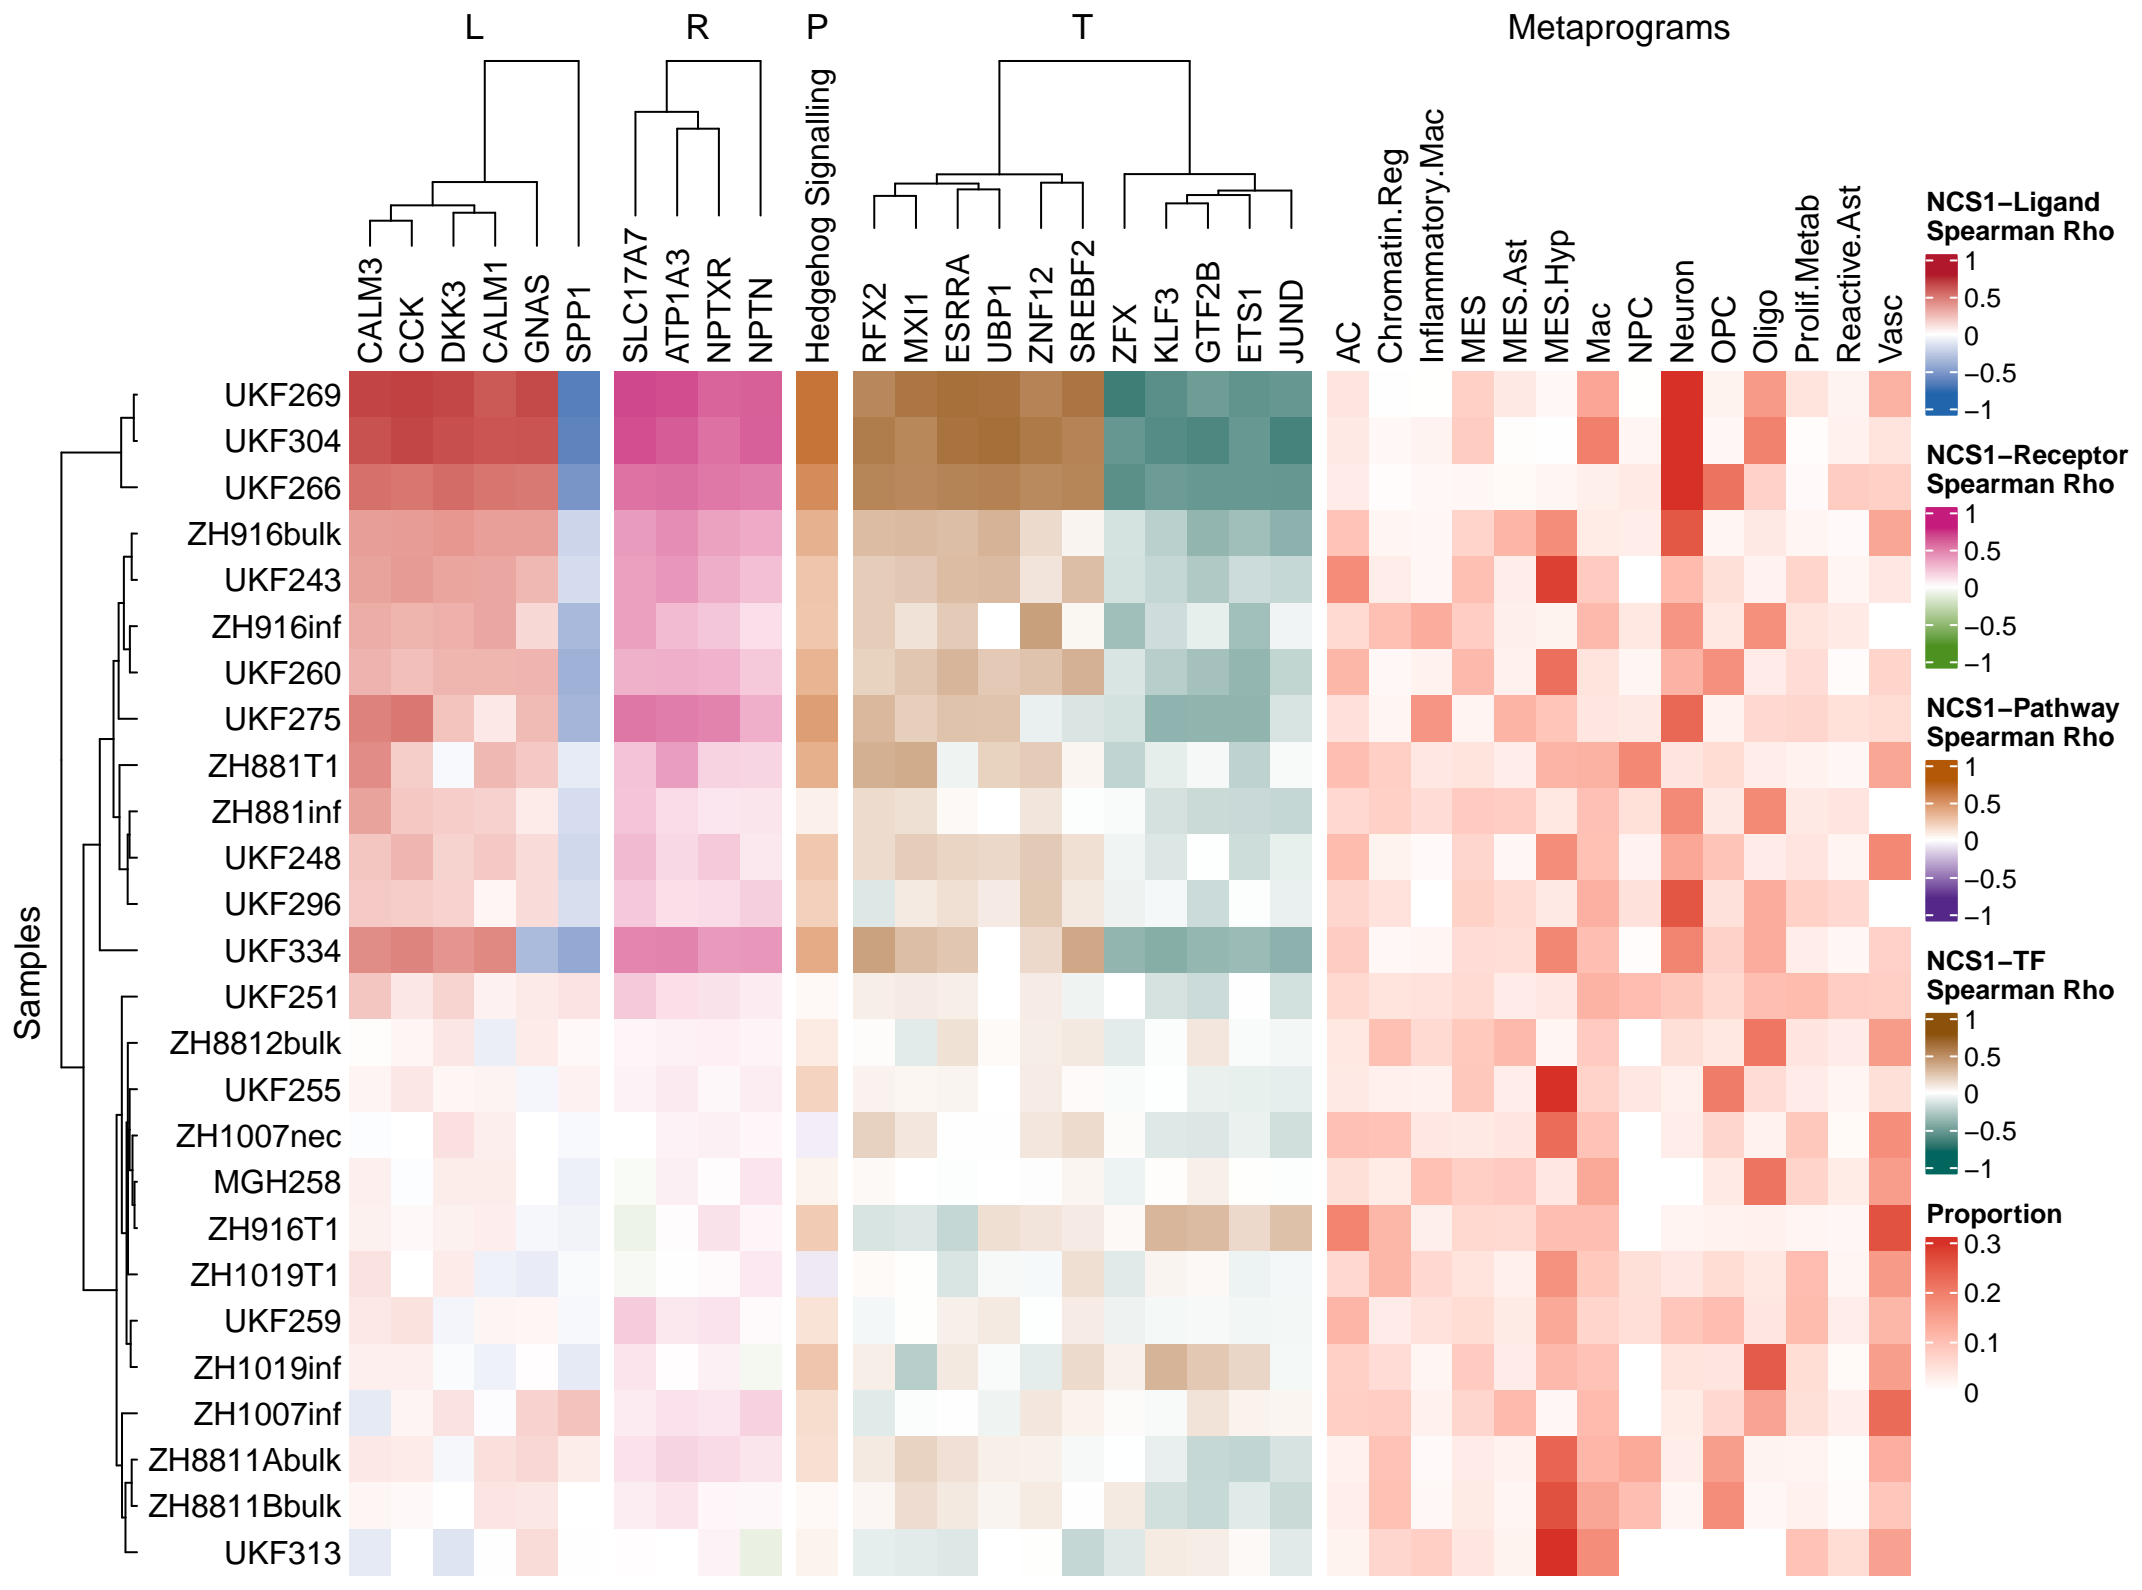 L R P T Metaprograms
CALM3
CCK
DKK3
CALM1
GNAS
SPP1
SLC17A7
ATP1A3
NPTXR
NPTN
Hedgehog Signalling
RFX2
MXI1
ESRRA
UBP1
ZNF12
SREBF2
ZFX
KLF3
GTF2B
ETS1
JUND
AC
Chromatin.Reg
Inflammatory.Mac
MES
MES.Ast
MES.Hyp
Mac
NPC
Neuron
OPC
Oligo
Prolif.Metab
Reactive.Ast
Vasc
Samples
UKF269
UKF304
UKF266
ZH916bulk
UKF243
ZH916inf
UKF260
UKF275
ZH881T1
ZH881inf
UKF248
UKF296
UKF334
UKF251
ZH8812bulk
UKF255
ZH1007nec
MGH258
ZH916T1
ZH1019T1
UKF259
ZH1019inf
ZH1007inf
ZH8811Abulk
ZH8811Bbulk
UKF313
NCS1−Ligand
Spearman Rho
1
0.5
0
−0.5
−1
NCS1−Receptor
Spearman Rho
1
0.5
0
−0.5
−1
NCS1−Pathway
Spearman Rho
1
0.5
0
−0.5
−1
NCS1−TF
Spearman Rho
1
0.5
0
−0.5
−1
Proportion
0.3
0.2
0.1
0